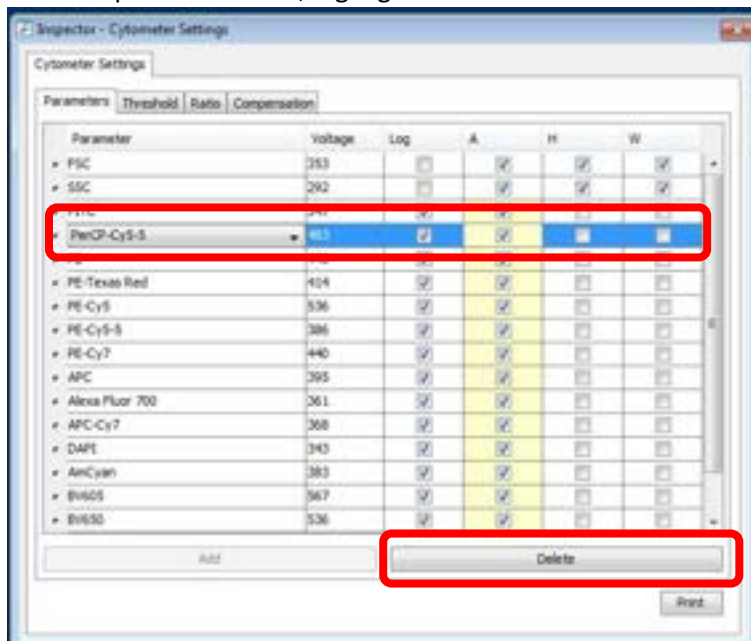 Inspector - Cytometer Settings
Cytometer Settings
Parameters Threshold Ratio Compensation
Parameter Voltage Log A H W
FSC 353
SSC 292
PerCP-Cy5-5
PE-Texas Red 414
PE-Cy5 536
PE-Cy5-5 386
PE-Cy7 440
APC 395
Alexa Fluor 700 361
APC-Cy7 368
DAPI 343
AmCyan 383
BV605 567
BV650 536
Add Delete
Print